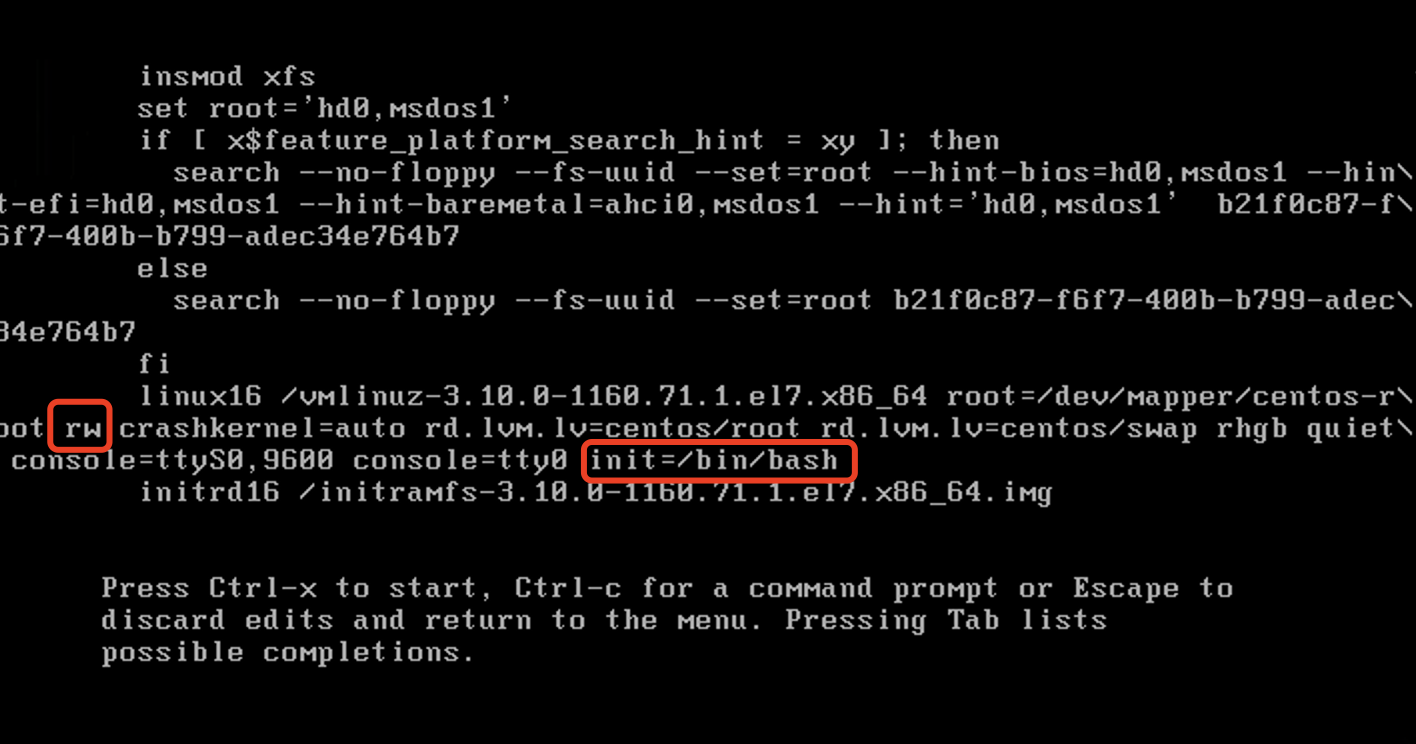 insmod xfs
set root='hd0,msdos1'
if [ x$feature_platform_search_hint = xy ]; then
search --no-floppy --fs-uuid --set=root --hint-bios=hd0,msdos1 --hin\
t-efi=hd0,msdos1 --hint-baremetal=ahci0,msdos1 --hint='hd0,msdos1'  b21f0c87-f\
6f7-400b-b799-adec34e764b7
else
search --no-floppy --fs-uuid --set=root b21f0c87-f6f7-400b-b799-adec\
34e764b7
fi
linux16 /vmlinuz-3.10.0-1160.71.1.el7.x86_64 root=/dev/mapper/centos-r\
oot rw crashkernel=auto rd.lvm.lv=centos/root rd.lvm.lv=centos/swap rhgb quiet\
console=ttyS0,9600 console=tty0 init=/bin/bash
initrd16 /initramfs-3.10.0-1160.71.1.el7.x86_64.img
Press Ctrl-x to start, Ctrl-c for a command prompt or Escape to
discard edits and return to the menu. Pressing Tab lists
possible completions.